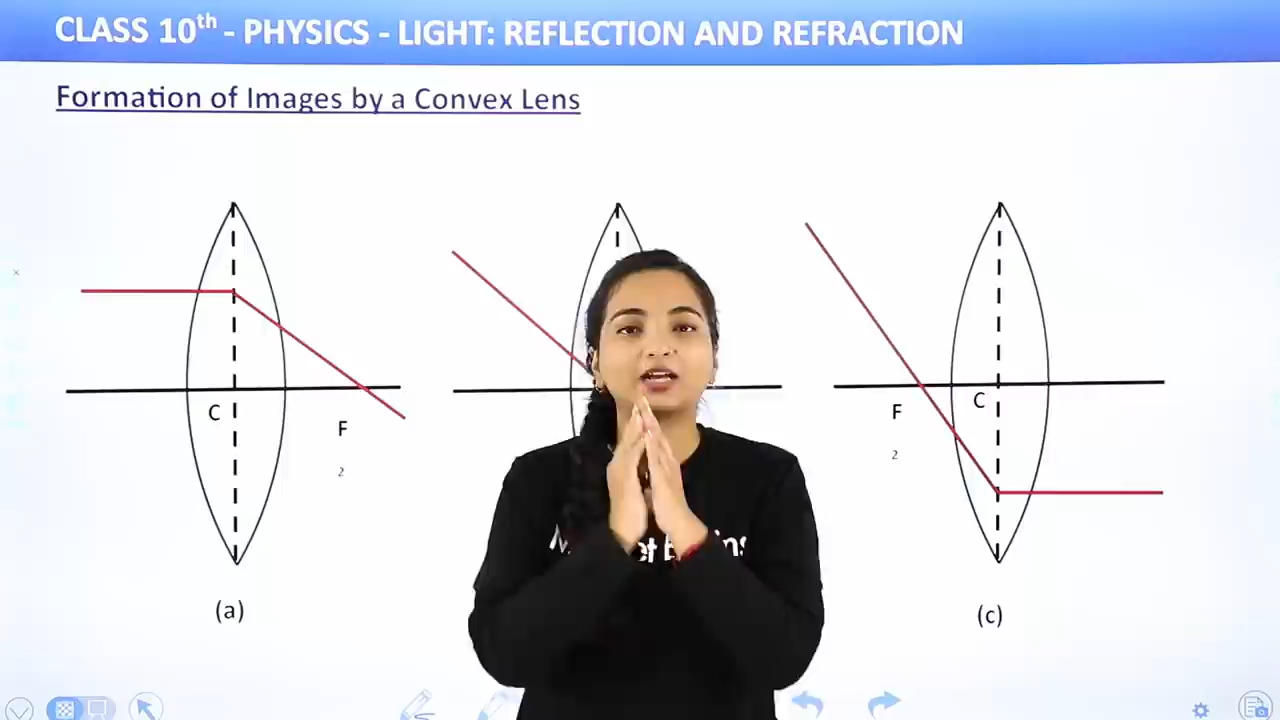 CLASS 10th - PHYSICS - LIGHT: REFLECTION AND REFRACTION
Formation of Images by a Convex Lens
C
F
2
F
2
C
(a)
(c)